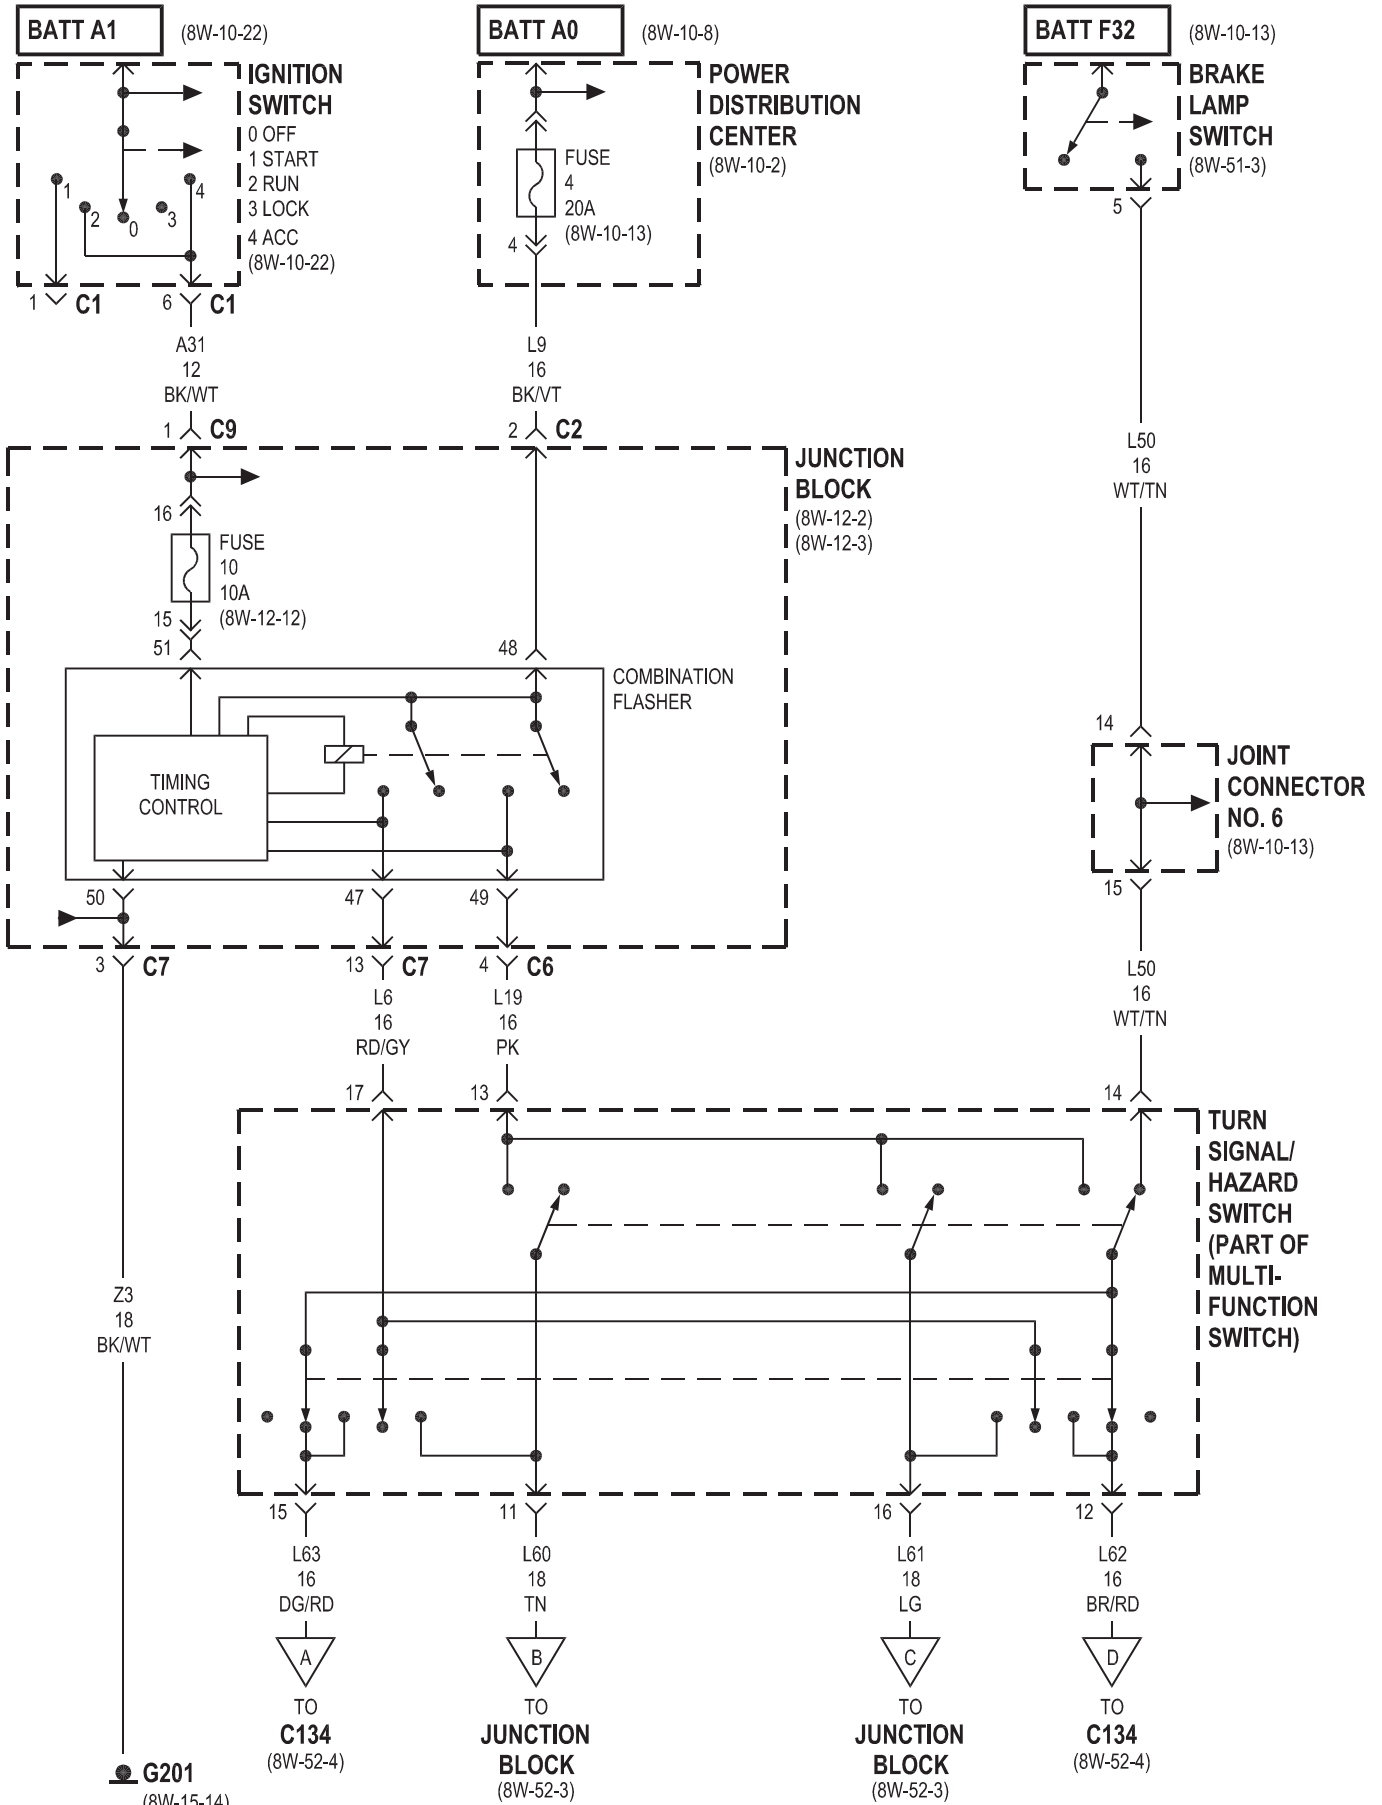 BATT A1
(8W-10-22)
BATT A0
(8W-10-8)
BATT F32
(8W-10-13)
IGNITION
SWITCH
0 OFF
1 START
2 RUN
3 LOCK
4 ACC
(8W-10-22)
1
2
0
3
4
1
C1
6
C1
POWER
DISTRIBUTION
CENTER
(8W-10-2)
FUSE
4
20A
(8W-10-13)
4
BRAKE
LAMP
SWITCH
(8W-51-3)
5
A31
12
BK/WT
L9
16
BK/VT
1
C9
2
C2
L50
16
WT/TN
JUNCTION
BLOCK
(8W-12-2)
(8W-12-3)
16
FUSE
10
10A
(8W-12-12)
15
51
48
COMBINATION
FLASHER
TIMING
CONTROL
14
JOINT
CONNECTOR
NO. 6
(8W-10-13)
15
50
47
49
3
C7
13
C7
4
C6
L6
16
RD/GY
L19
16
PK
L50
16
WT/TN
17
13
14
TURN
SIGNAL/
HAZARD
SWITCH
(PART OF
MULTI-
FUNCTION
SWITCH)
Z3
18
BK/WT
15
11
16
12
L63
16
DG/RD
L60
18
TN
L61
18
LG
L62
16
BR/RD
A
B
C
D
TO
C134
(8W-52-4)
TO
JUNCTION
BLOCK
(8W-52-3)
TO
JUNCTION
BLOCK
(8W-52-3)
TO
C134
(8W-52-4)
G201
(8W-15-14)